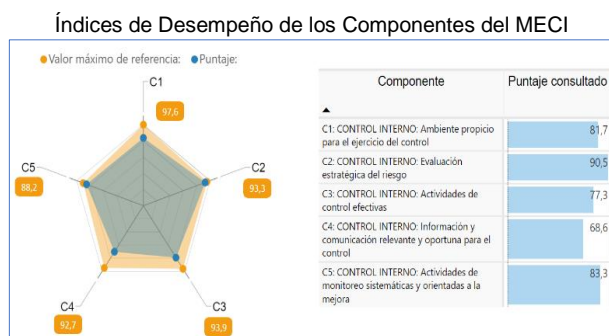 Índices de Desempeño de los Componentes del MECI
Valor máximo de referencia: Puntaje:
C1
97,6
C2
93,3
C3
93,9
C4
92,7
C5
88,2
Componente Puntaje consultado
C1: CONTROL INTERNO: Ambiente propicio
para el ejercicio del control
81,7
C2: CONTROL INTERNO: Evaluación
estratégica del riesgo
90,5
C3: CONTROL INTERNO: Actividades de
control efectivas
77,3
C4: CONTROL INTERNO: Información y
comunicación relevante y oportuna para el
control
68,6
C5: CONTROL INTERNO: Actividades de
monitoreo sistemáticas y orientadas a la
mejora
83,3